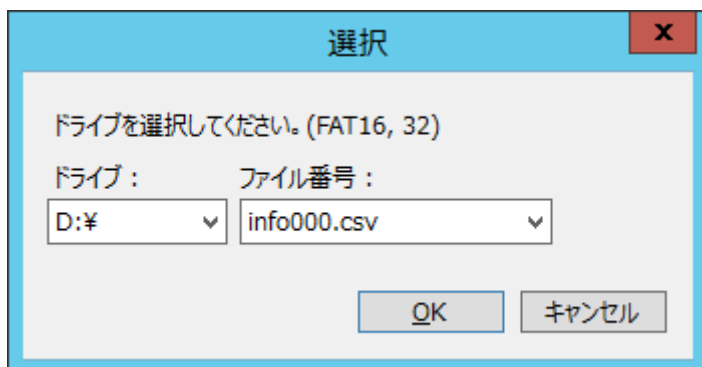 選択
x
ドライブを選択してください。(FAT16, 32)
ドライブ： ファイル番号：
D:¥ info000.csv
OK キャンセル